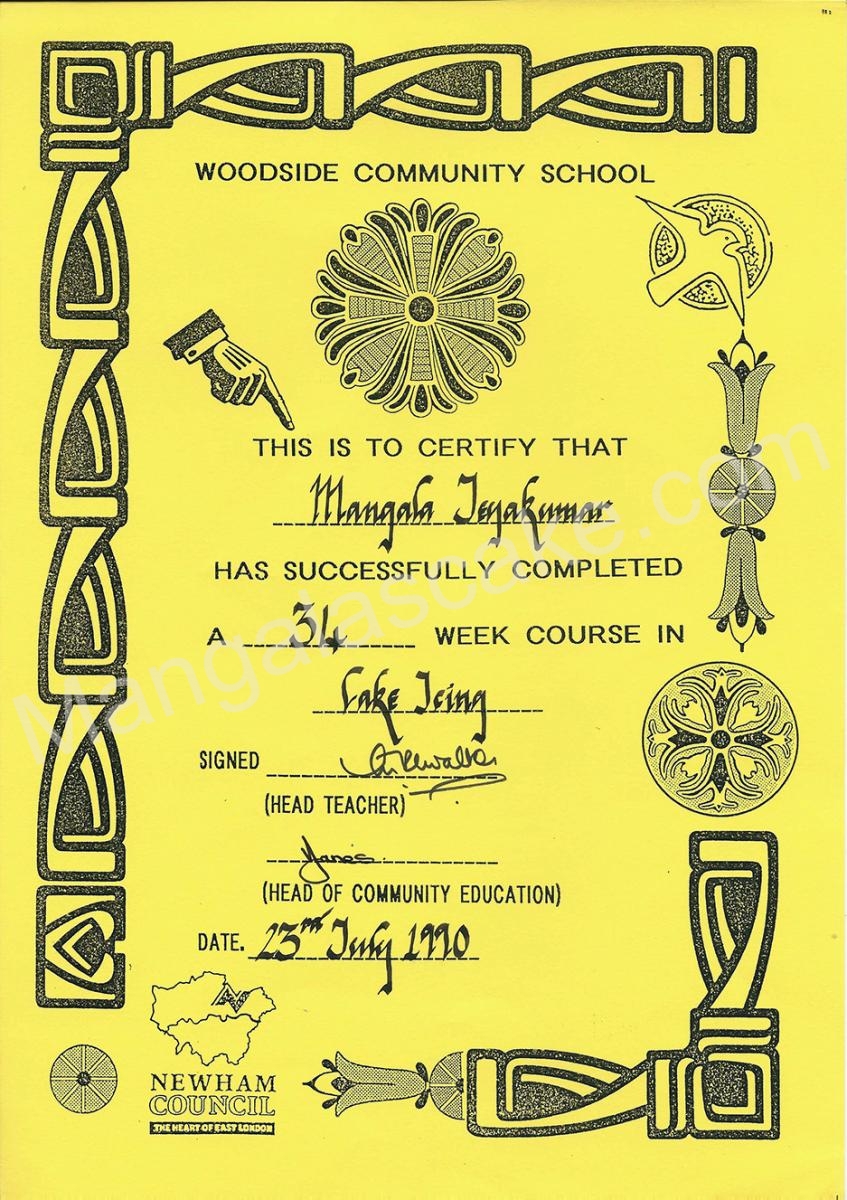 WOODSIDE COMMUNITY SCHOOL
THIS IS TO CERTIFY THAT
Mangala Jeyakumar
HAS SUCCESSFULLY COMPLETED
A 34 WEEK COURSE IN
Cake Icing
SIGNED
(HEAD TEACHER)
(HEAD OF COMMUNITY EDUCATION)
DATE. 23rd July 1990
NEWHAM
COUNCIL
THE HEART OF EAST LONDON
Mangalascake.com